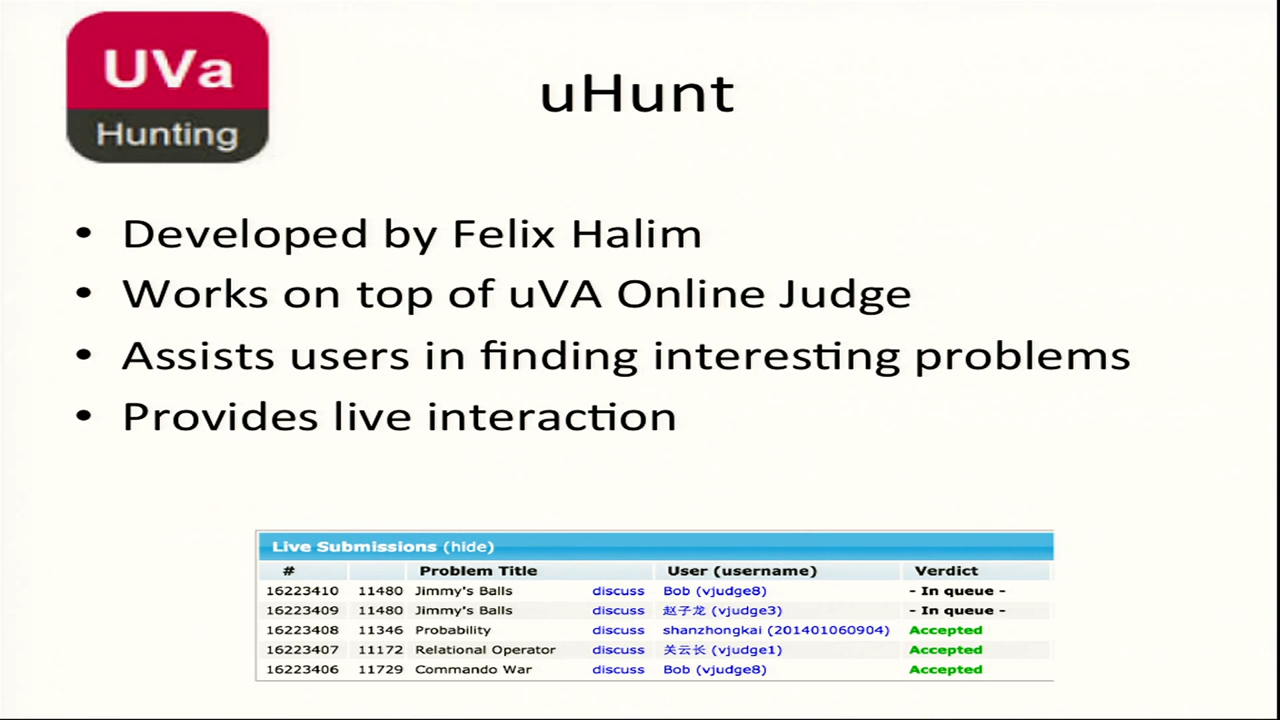 UVa
Hunting
uHunt
• Developed by Felix Halim
• Works on top of uVA Online Judge
• Assists users in finding interesting problems
• Provides live interaction
Live Submissions (hide)
# Problem Title User (username) Verdict
16223410 11480 Jimmy's Balls discuss Bob (vjudge8) - In queue -
16223409 11480 Jimmy's Balls discuss 赵子龙 (vjudge3) - In queue -
16223408 11346 Probability discuss shanzhongkai (201401060904) Accepted
16223407 11172 Relational Operator discuss 关云长 (vjudge1) Accepted
16223406 11729 Commando War discuss Bob (vjudge8) Accepted